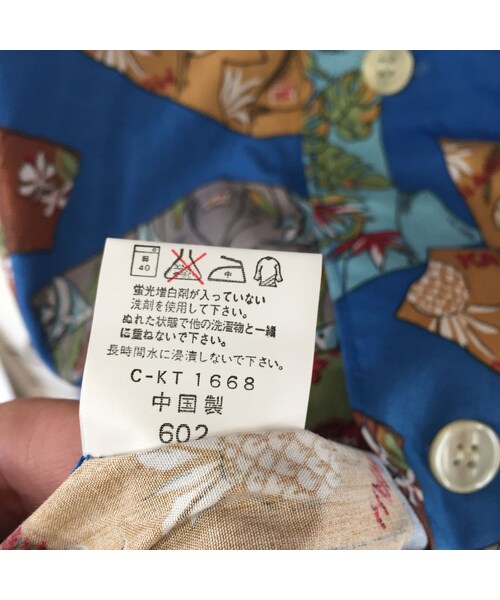 弱
40
中
蛍光増白剤が入っていない
洗剤を使用して下さい。
ぬれた状態で他の洗濯物と一緒
に重ねないで下さい。
長時間水に浸漬しないで下さい。
C-KT 1668
中国製
602